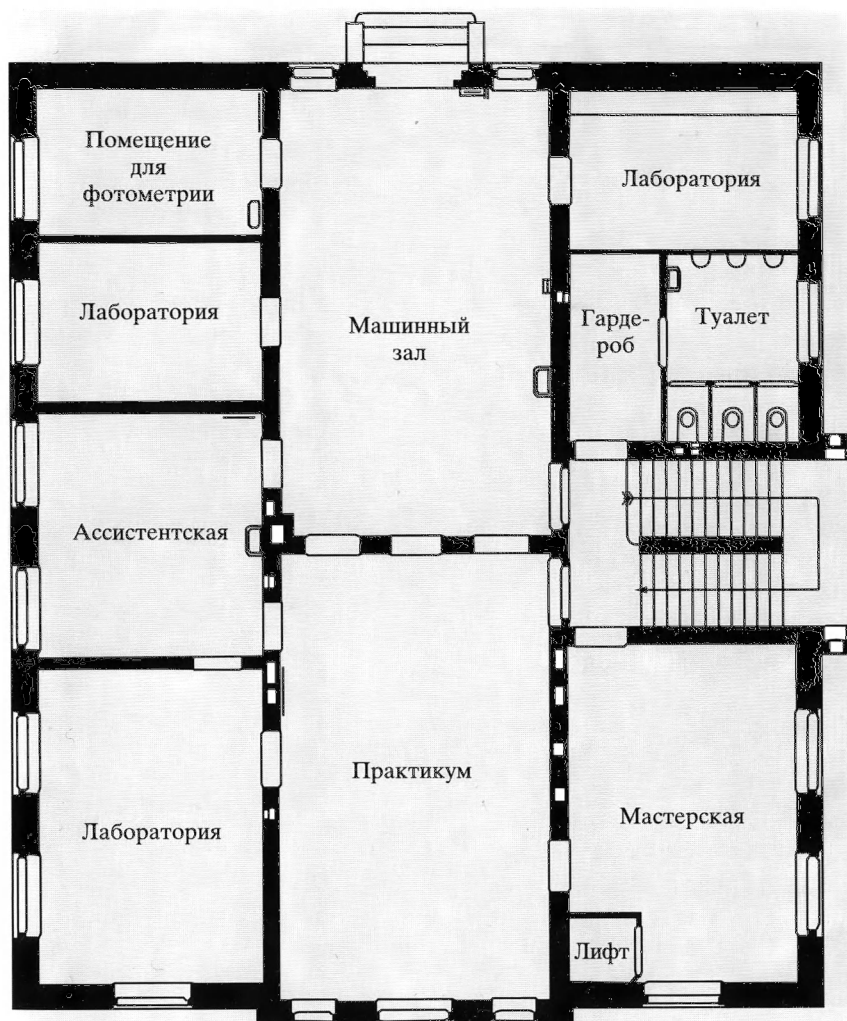 Помещение
для
фотометрии
Лаборатория
Лаборатория
Машинный
зал
Гарде-
роб
Туалет
Ассистентская
Практикум
Лаборатория
Мастерская
Лифт